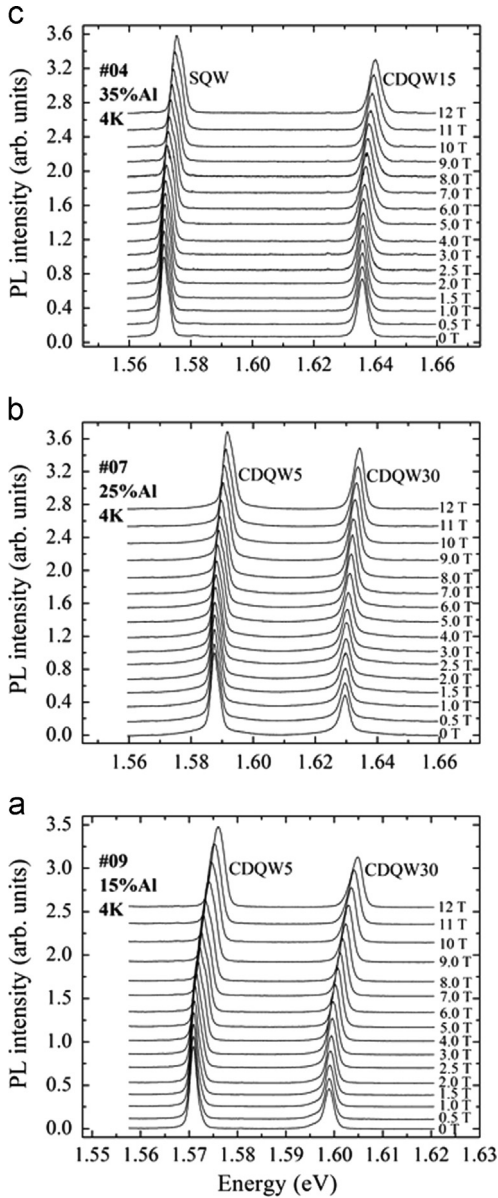 c
#04
35%Al
4K
SQW
CDQW15
PL intensity (arb. units)
3.6
3.2
2.8
2.4
2.0
1.6
1.2
0.8
0.4
0.0
12 T
11 T
10 T
9.0 T
8.0 T
7.0 T
6.0 T
5.0 T
4.0 T
3.0 T
2.5 T
2.0 T
1.5 T
1.0 T
0.5 T
0 T
1.56 1.58 1.60 1.62 1.64 1.66
b
#07
25%Al
4K
CDQW5
CDQW30
PL intensity (arb. units)
3.6
3.2
2.8
2.4
2.0
1.6
1.2
0.8
0.4
0.0
12 T
11 T
10 T
9.0 T
8.0 T
7.0 T
6.0 T
5.0 T
4.0 T
3.0 T
2.5 T
2.0 T
1.5 T
1.0 T
0.5 T
0 T
1.56 1.58 1.60 1.62 1.64 1.66
a
#09
15%Al
4K
CDQW5
CDQW30
PL intensity (arb. units)
3.5
3.0
2.5
2.0
1.5
1.0
0.5
0.0
12 T
11 T
10 T
9.0 T
8.0 T
7.0 T
6.0 T
5.0 T
4.0 T
3.0 T
2.5 T
2.0 T
1.5 T
1.0 T
0.5 T
0 T
1.55 1.56 1.57 1.58 1.59 1.60 1.61 1.62 1.63
Energy (eV)